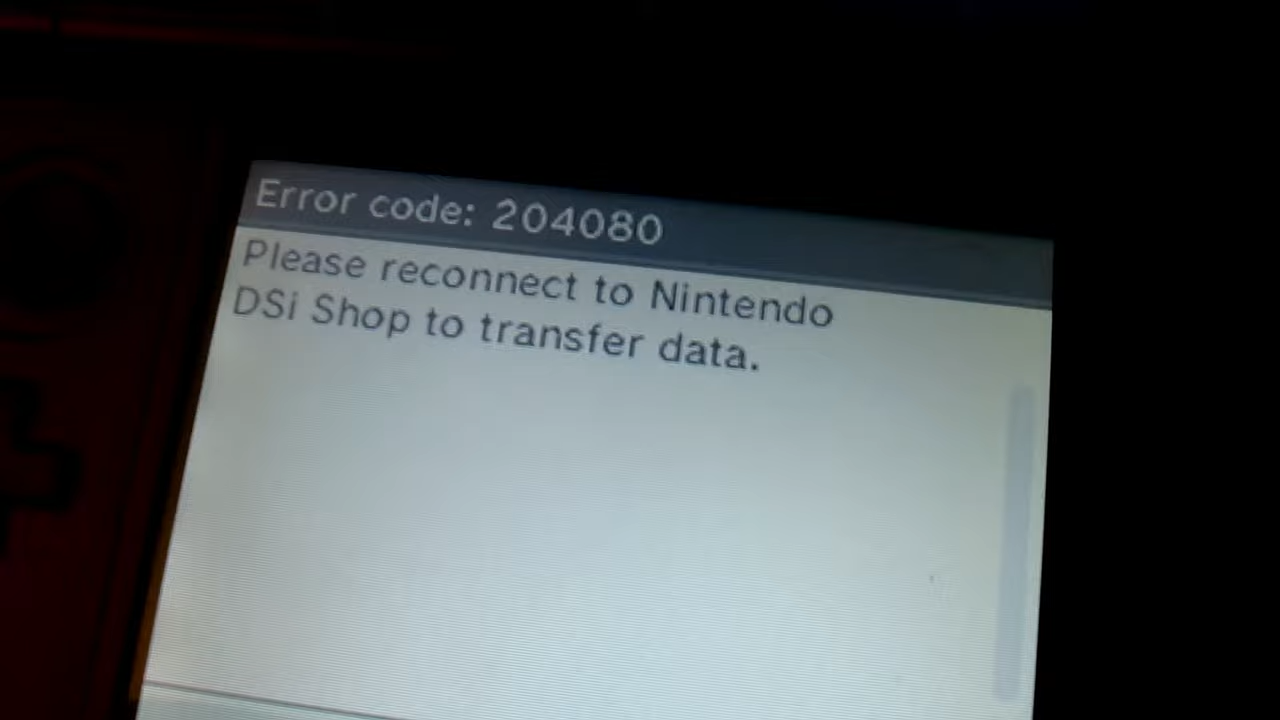 Error code: 204080
Please reconnect to Nintendo
DSi Shop to transfer data.